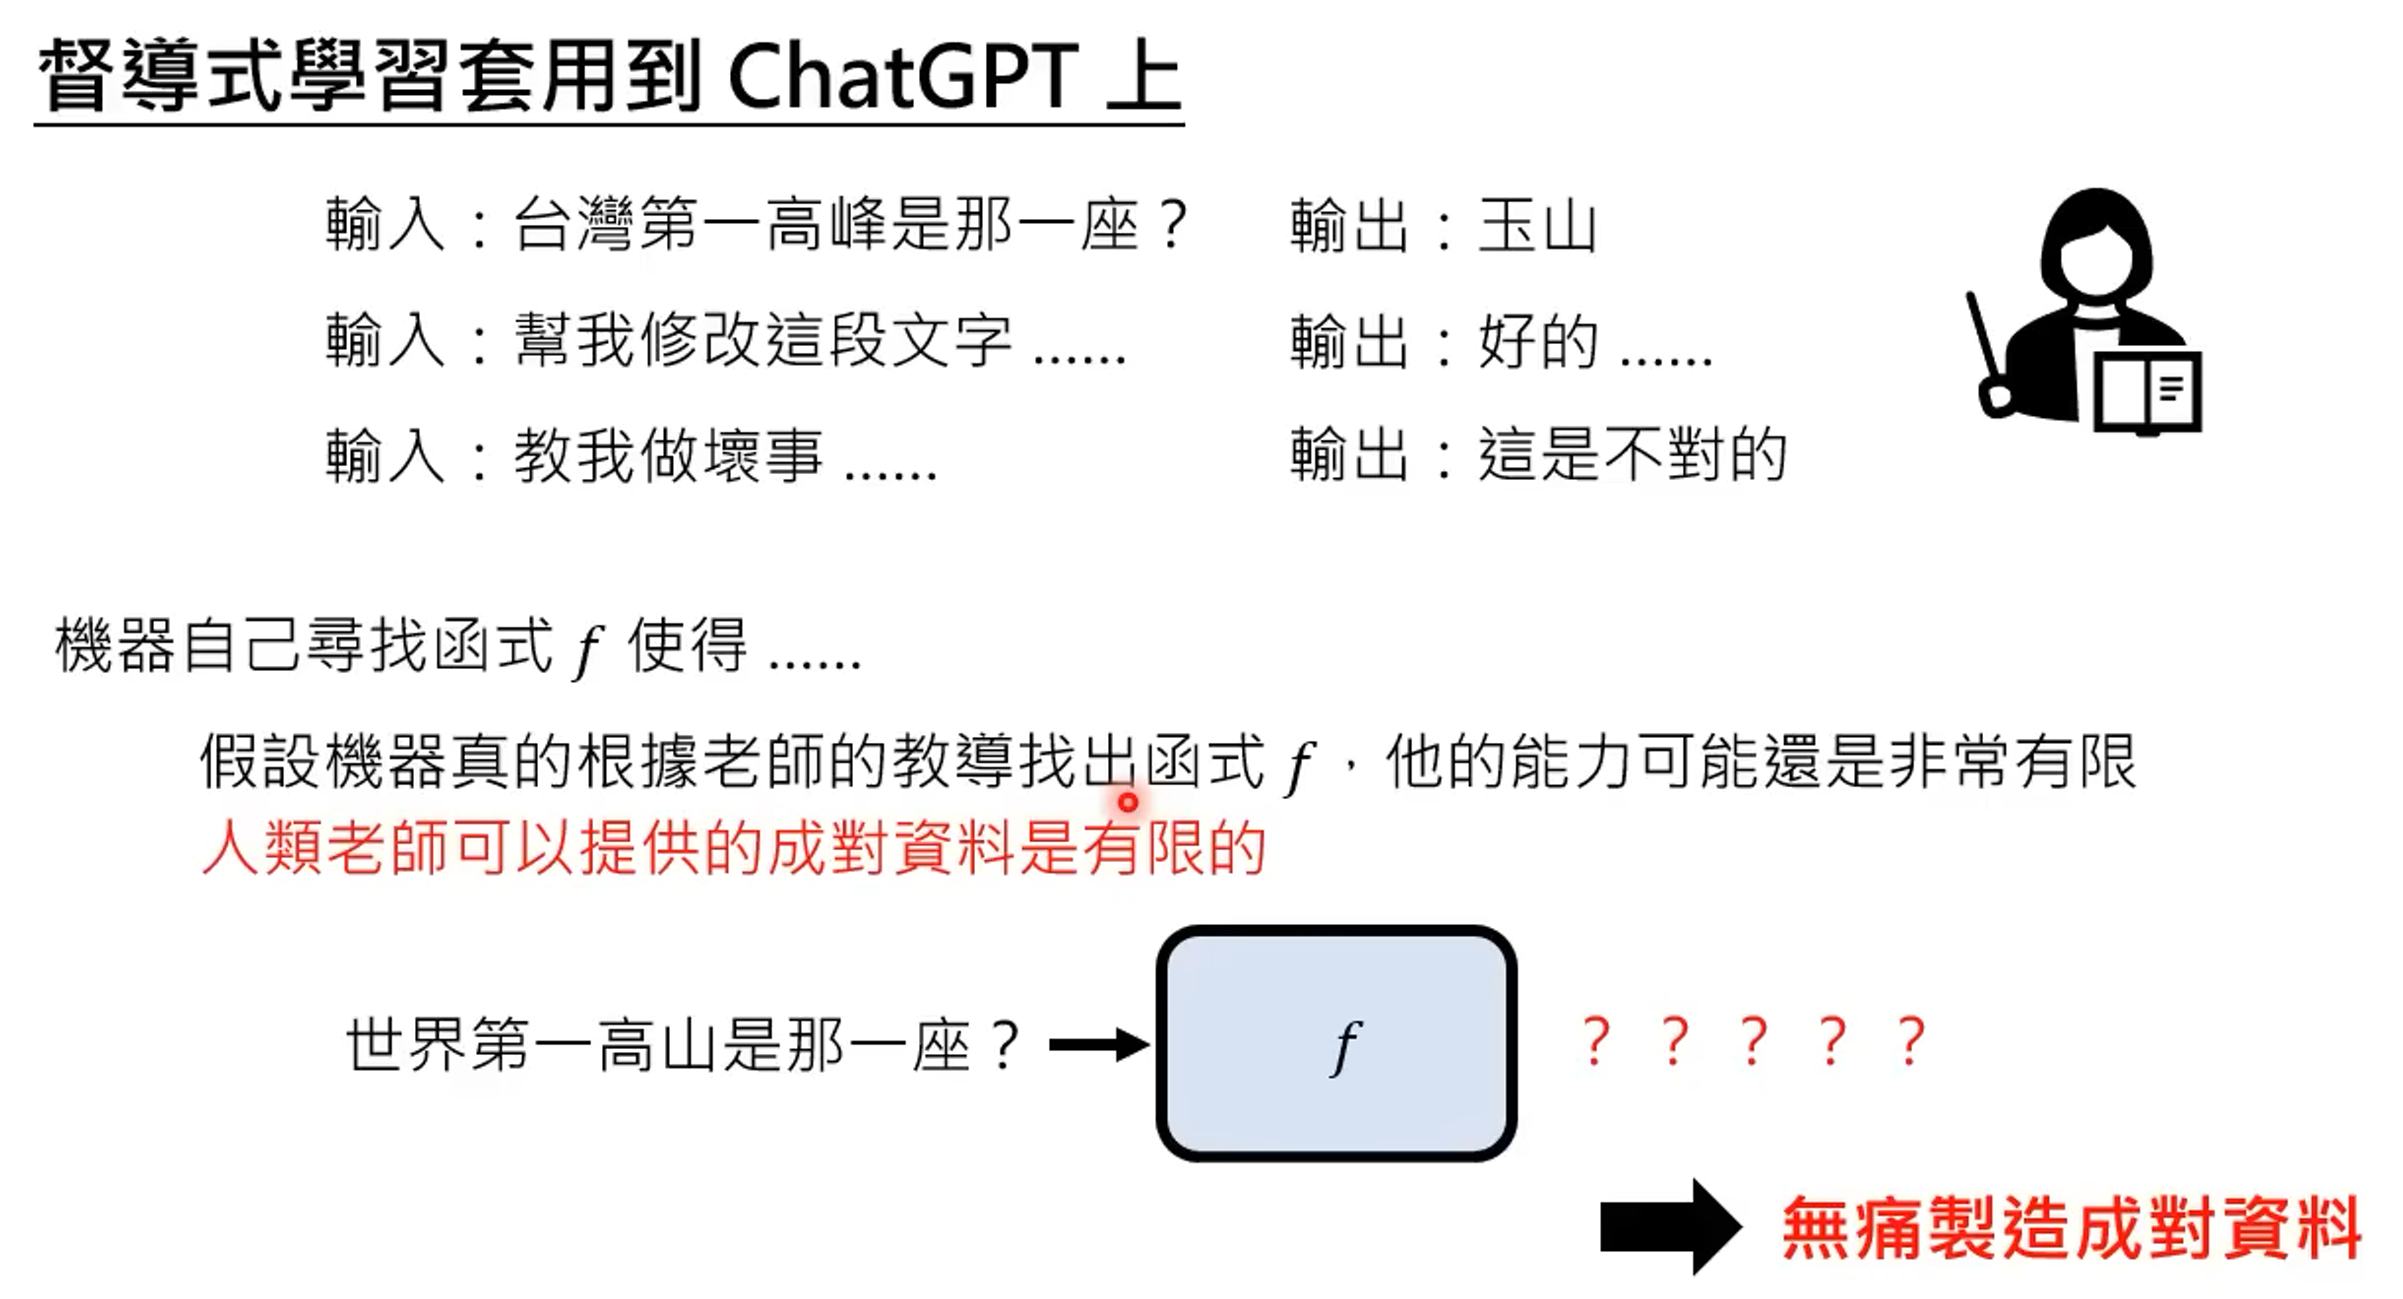 督導式學習套用到 ChatGPT 上
輸入：台灣第一高峰是那一座？ 輸出：玉山
輸入：幫我修改這段文字 …… 輸出：好的 ……
輸入：教我做壞事 …… 輸出：這是不對的
機器自己尋找函式 f 使得 ……
假設機器真的根據老師的教導找出函式 f，他的能力可能還是非常有限
人類老師可以提供的成對資料是有限的
世界第一高山是那一座？ f ？？？？？
無痛製造成對資料